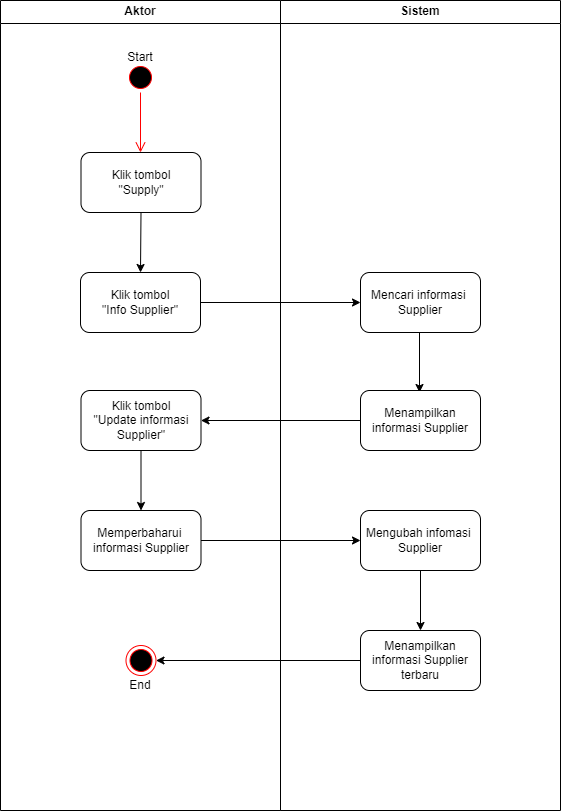 Aktor
Sistem
Start
Klik tombol
"Supply"
Klik tombol
"Info Supplier"
Mencari informasi
Supplier
Klik tombol
"Update informasi
Supplier"
Menampilkan
informasi Supplier
Memperbaharui
informasi Supplier
Mengubah infomasi
Supplier
End
Menampilkan
informasi Supplier
terbaru